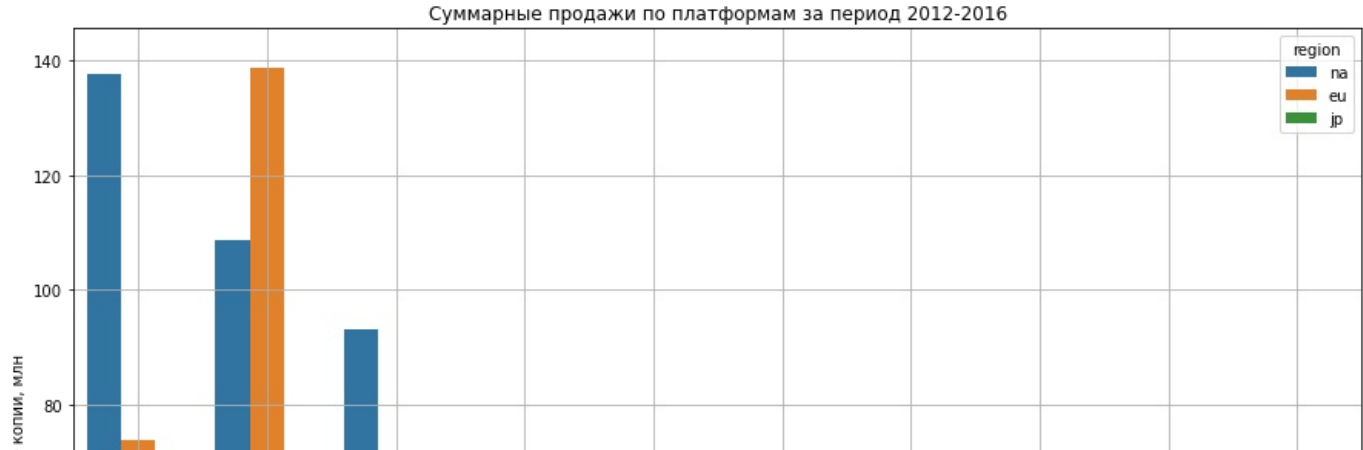 Суммарные продажи по платформам за период 2012-2016
140
120
100
80
копии, млн
region
na
eu
jp